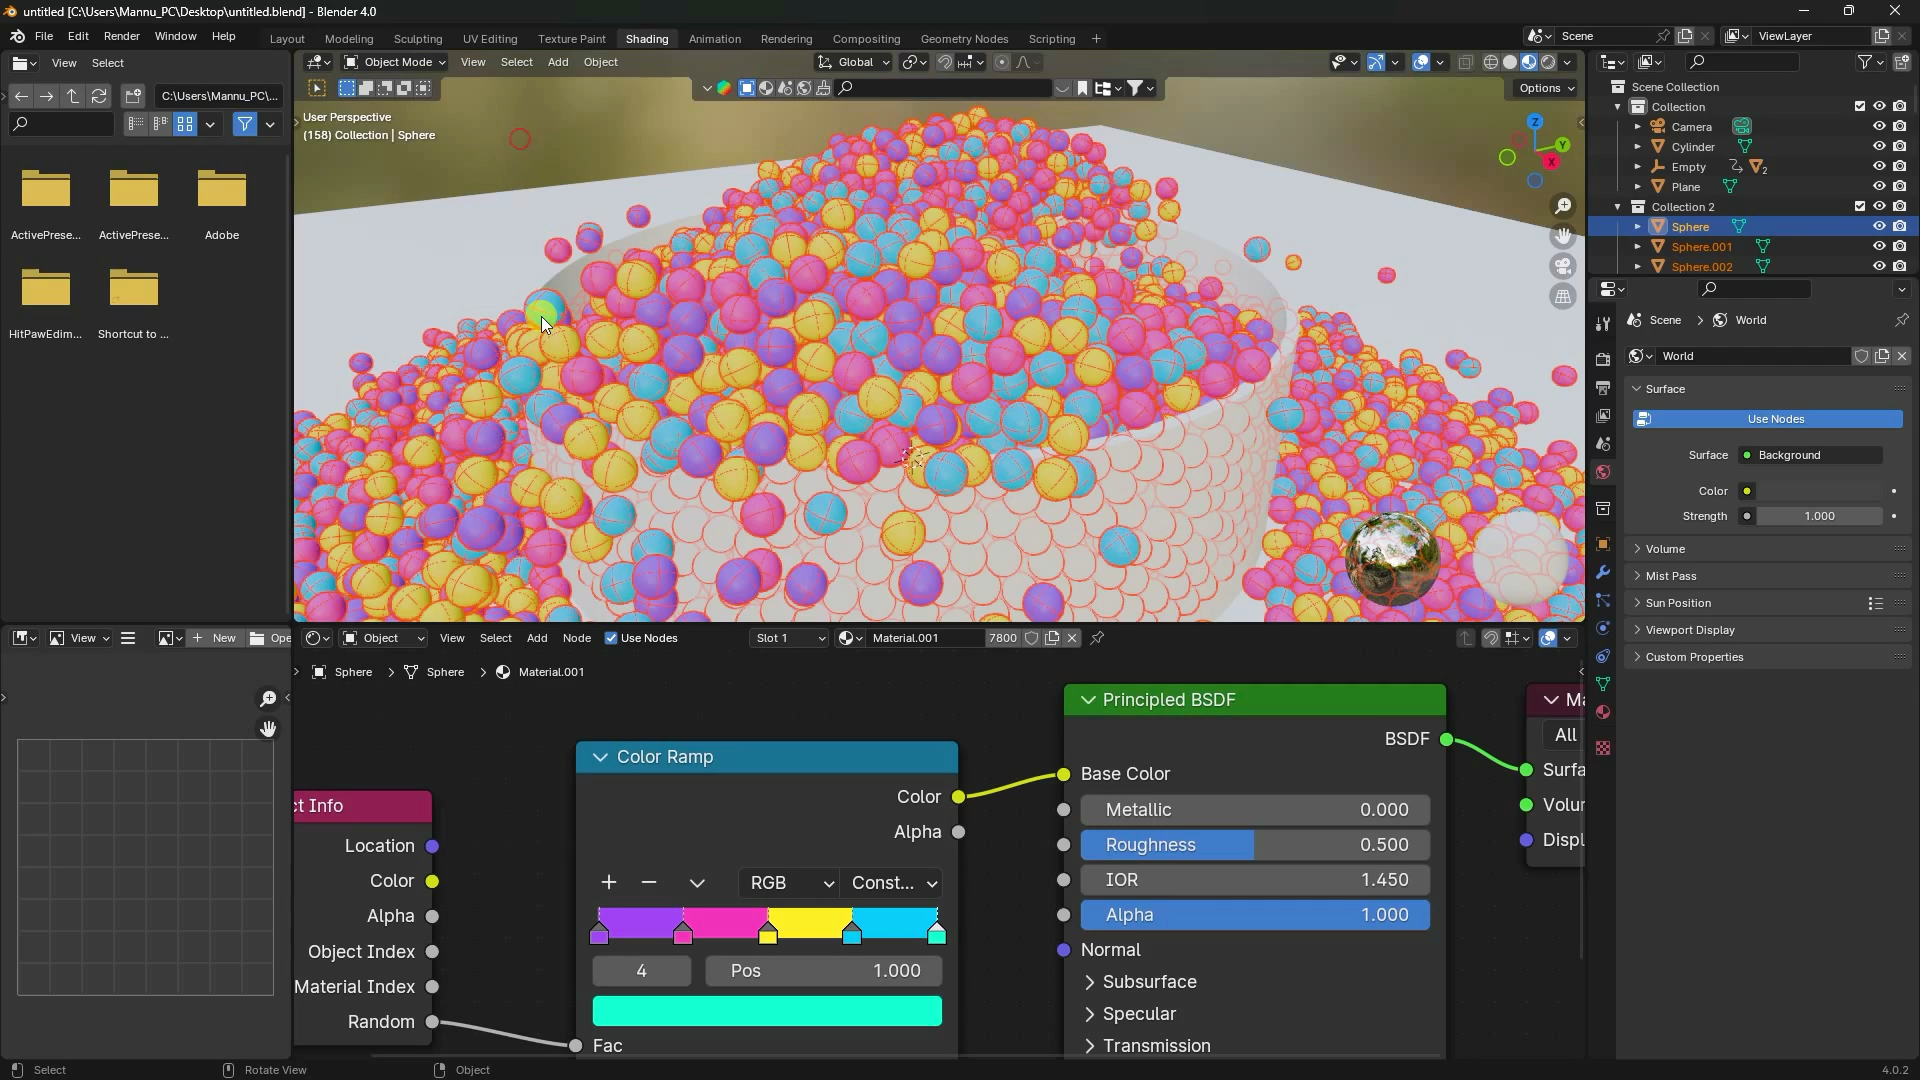 untitled [C:\Users\Mannu_PC\Desktop\untitled.blend] - Blender 4.0
File Edit Render Window Help
Layout Modeling Sculpting UV Editing Texture Paint Shading Animation Rendering Compositing Geometry Nodes Scripting +
Scene ViewLayer
View Select
C:\Users\Mannu_PC\...
ActivePrese... ActivePrese... Adobe
HitPawEdim... Shortcut to ...
Object Mode View Select Add Object Global
Options
User Perspective
(158) Collection | Sphere
Z
Y
X
Scene Collection
Collection
Camera
Cylinder
Empty 2
Plane
Collection 2
Sphere
Sphere.001
Sphere.002
Scene > World
World
Surface
Use Nodes
Surface Background
Color
Strength 1.000
Volume
Mist Pass
Sun Position
Viewport Display
Custom Properties
View + New Ope
Object View Select Add Node Use Nodes Slot 1 Material.001 7800
Sphere > Sphere > Material.001
ct Info
Location
Color
Alpha
Object Index
Material Index
Random
Color Ramp
Color
Alpha
RGB Const...
4 Pos 1.000
Fac
Principled BSDF
BSDF
Base Color
Metallic 0.000
Roughness 0.500
IOR 1.450
Alpha 1.000
Normal
Subsurface
Specular
Transmission
Ma
All
Surfa
Volur
Displ
Select Rotate View Object 4.0.2